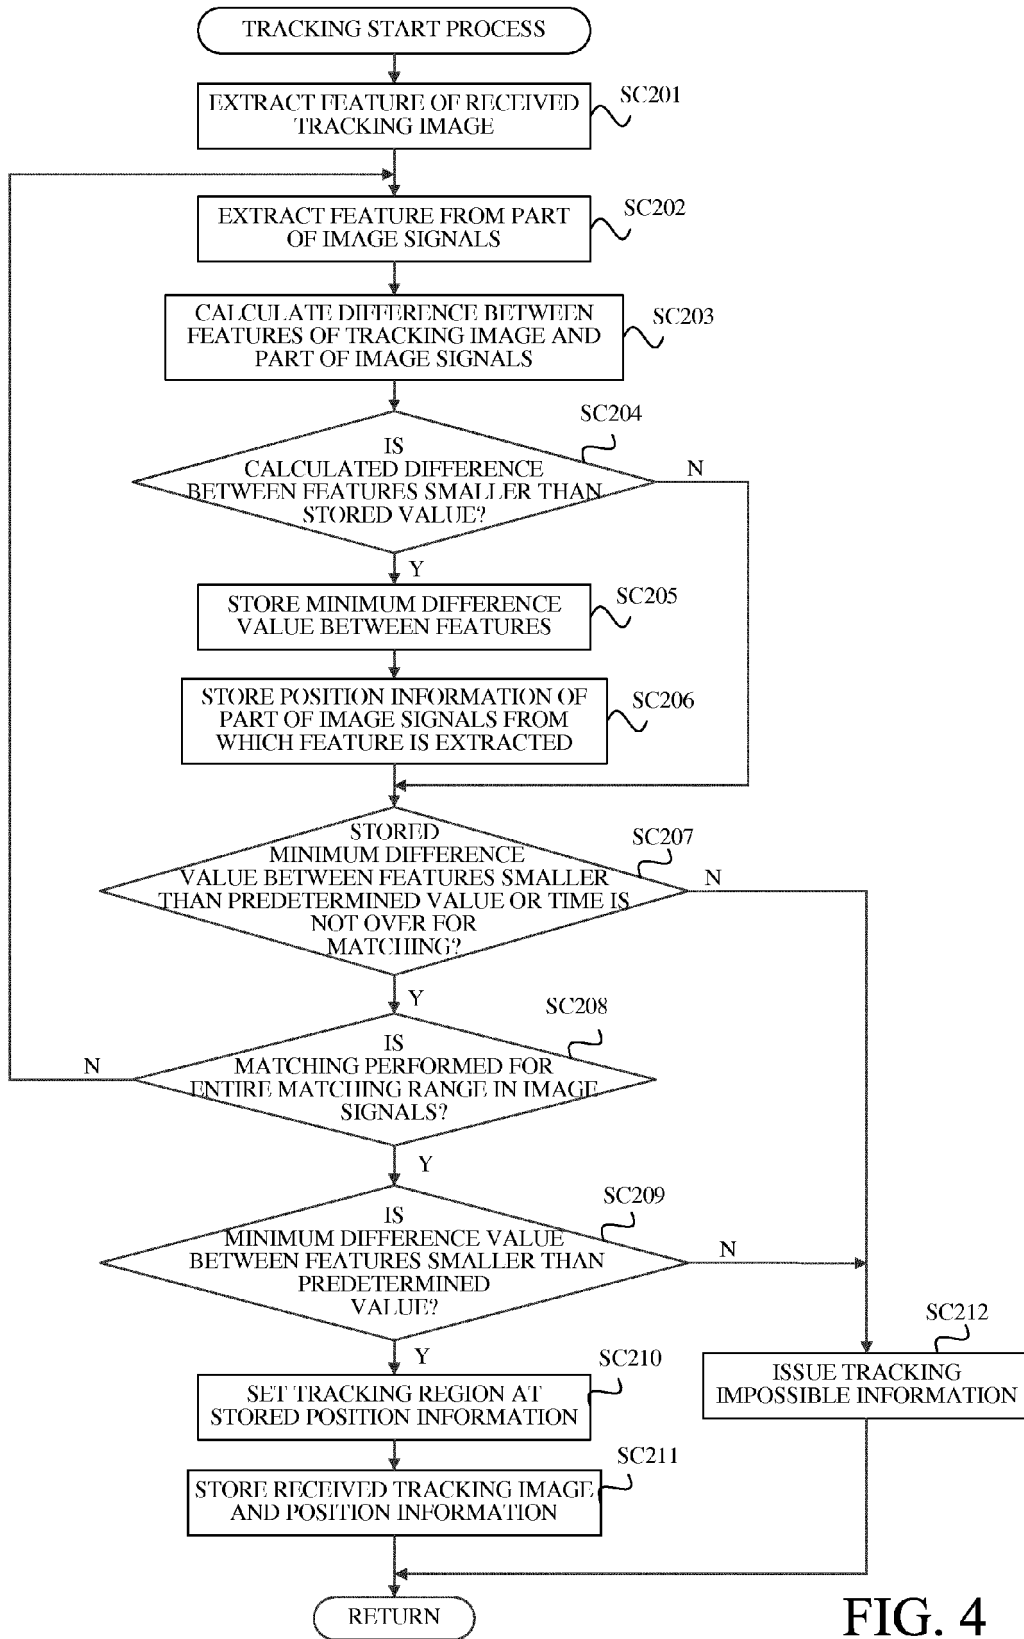 TRACKING START PROCESS
EXTRACT FEATURE OF RECEIVED
TRACKING IMAGE
SC201
EXTRACT FEATURE FROM PART
OF IMAGE SIGNALS
SC202
CALCULATE DIFFERENCE BETWEEN
FEATURES OF TRACKING IMAGE AND
PART OF IMAGE SIGNALS
SC203
SC204
IS
CALCULATED DIFFERENCE
BETWEEN FEATURES SMALLER THAN
STORED VALUE?
N
Y
STORE MINIMUM DIFFERENCE
VALUE BETWEEN FEATURES
SC205
STORE POSITION INFORMATION OF
PART OF IMAGE SIGNALS FROM
WHICH FEATURE IS EXTRACTED
SC206
STORED
MINIMUM DIFFERENCE
VALUE BETWEEN FEATURES SMALLER
THAN PREDETERMINED VALUE OR TIME IS
NOT OVER FOR
MATCHING?
SC207
N
Y
SC208
IS
MATCHING PERFORMED FOR
ENTIRE MATCHING RANGE IN IMAGE
SIGNALS?
N
Y
SC209
IS
MINIMUM DIFFERENCE VALUE
BETWEEN FEATURES SMALLER THAN
PREDETERMINED
VALUE?
N
Y
SC210
SET TRACKING REGION AT
STORED POSITION INFORMATION
SC212
ISSUE TRACKING
IMPOSSIBLE INFORMATION
SC211
STORE RECEIVED TRACKING IMAGE
AND POSITION INFORMATION
RETURN
FIG. 4